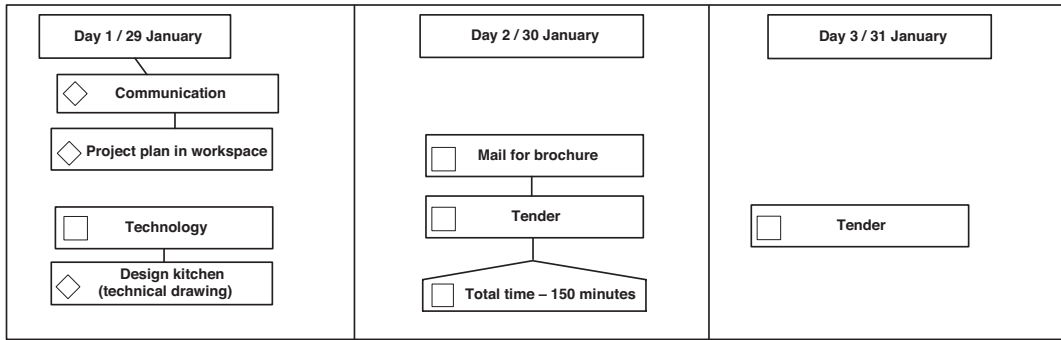 Day 1 / 29 January
Communication
Project plan in workspace
Technology
Design kitchen
(technical drawing)
Day 2 / 30 January
Mail for brochure
Tender
Total time – 150 minutes
Day 3 / 31 January
Tender